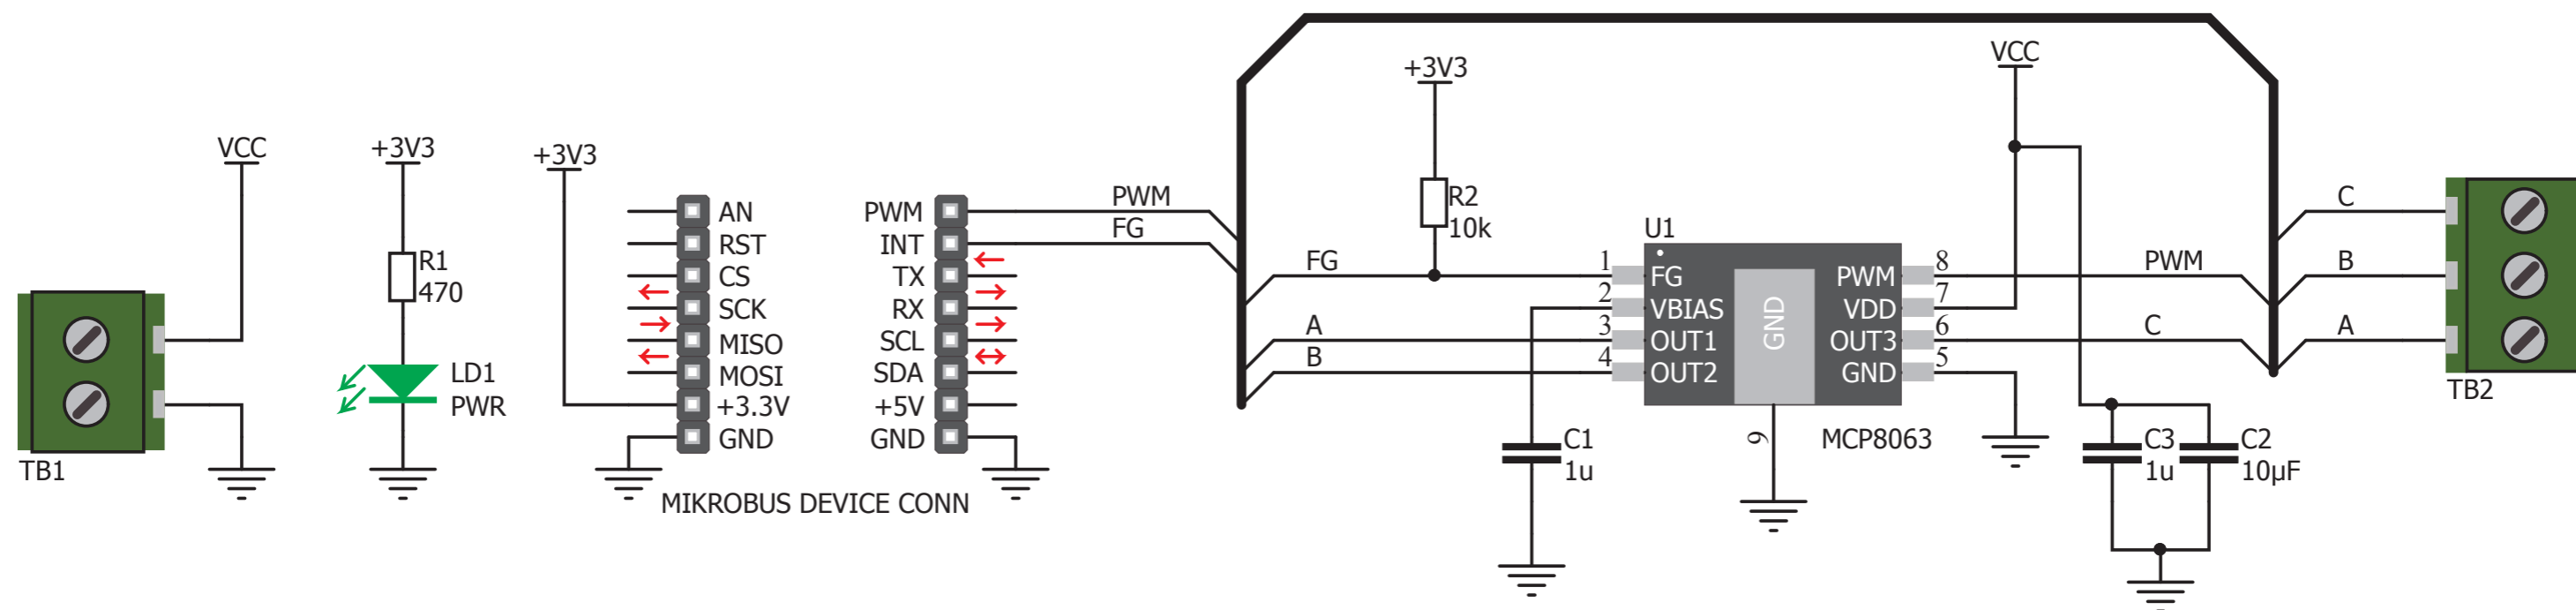 VCC
TB1
+3V3
R1
470
LD1
PWR
+3V3
AN
RST
CS
SCK
MISO
MOSI
+3.3V
GND
PWM
INT
TX
RX
SCL
SDA
+5V
GND
MIKROBUS DEVICE CONN
PWM
FG
+3V3
R2
10k
FG
A
B
C1
1u
U1
1
2
3
4
FG
VBIAS
OUT1
OUT2
GND
9
PWM
VDD
OUT3
GND
8
7
6
5
MCP8063
VCC
PWM
C
C3
1u
C2
10µF
C
B
A
TB2